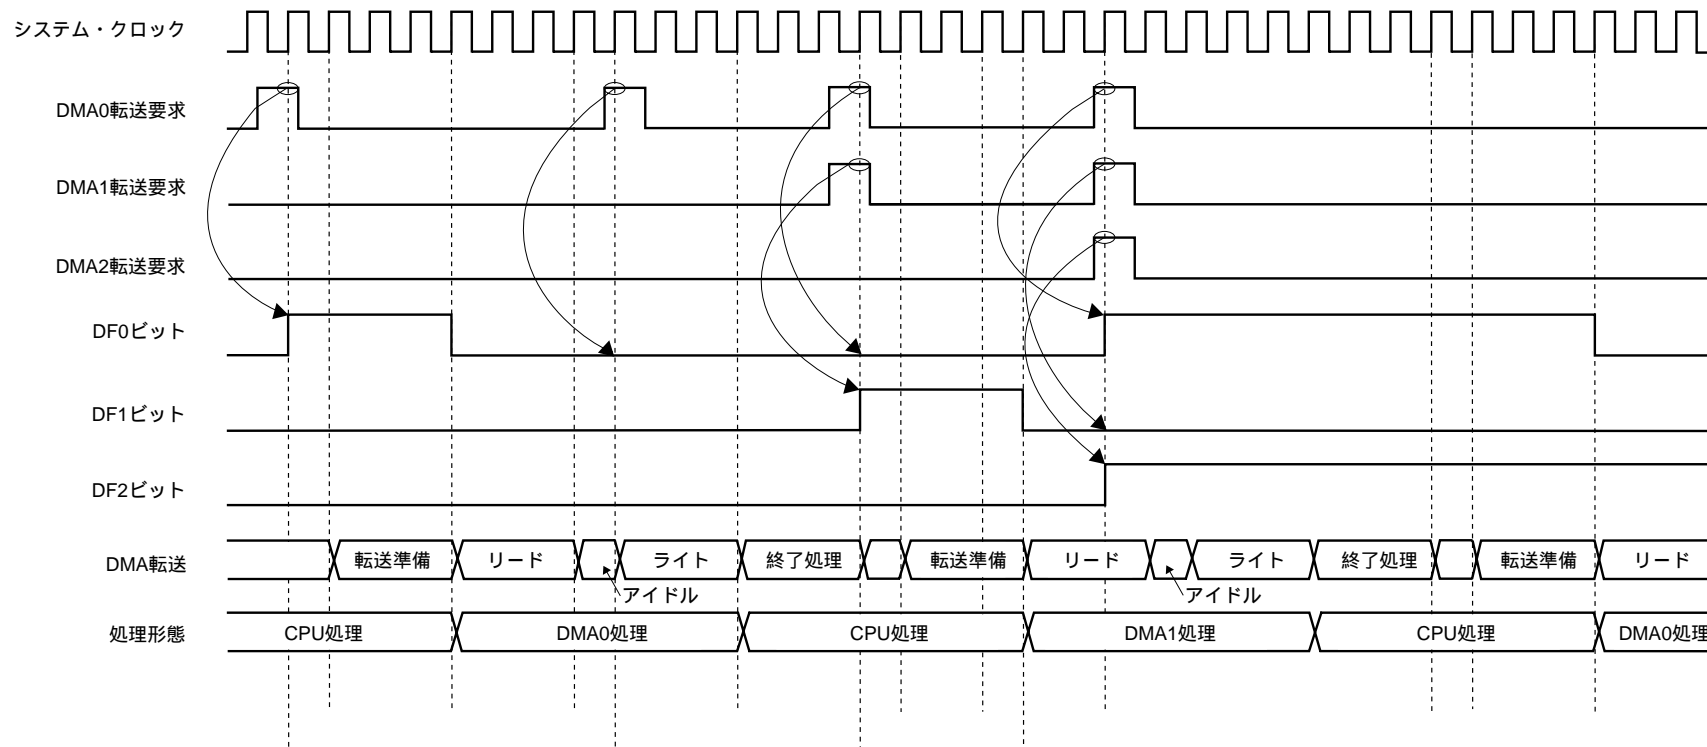 システム・クロック
DMA0転送要求
DMA1転送要求
DMA2転送要求
DF0ビット
DF1ビット
DF2ビット
DMA転送 転送準備 リード ライト 終了処理 転送準備 リード ライト 終了処理 転送準備 リード
アイドル アイドル
処理形態 CPU処理 DMA0処理 CPU処理 DMA1処理 CPU処理 DMA0処理